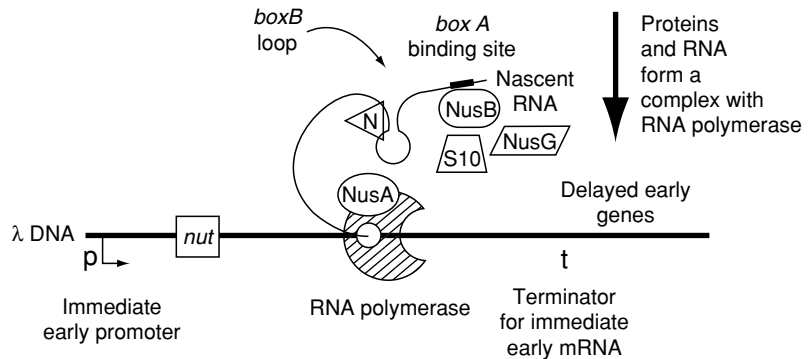 boxB
loop
box A
binding site
Proteins
and RNA
form a
complex with
RNA polymerase
Nascent
RNA
N
NusB
S10
NusG
NusA
Delayed early
genes
λ DNA
nut
p
t
Immediate
early promoter
RNA polymerase
Terminator
for immediate
early mRNA